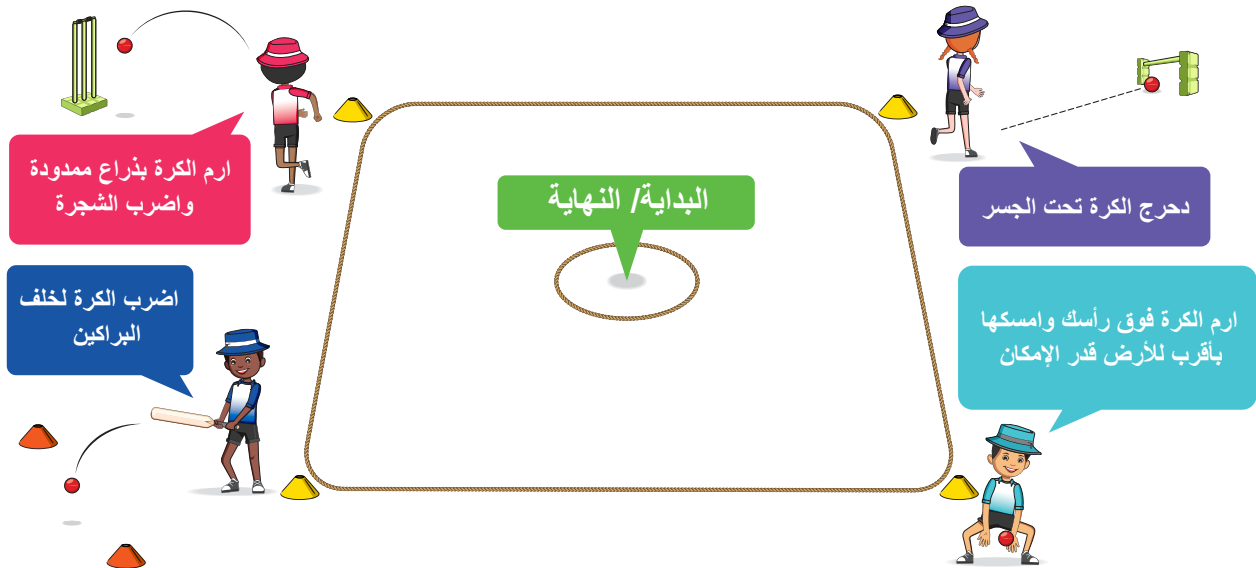 ارم الكرة بذراع ممدودة
واضرب الشجرة
البداية/ النهاية
دحرج الكرة تحت الجسر
اضرب الكرة لخلف
البراكين
ارم الكرة فوق رأسك وامسكها
بأقرب للأرض قدر الإمكان